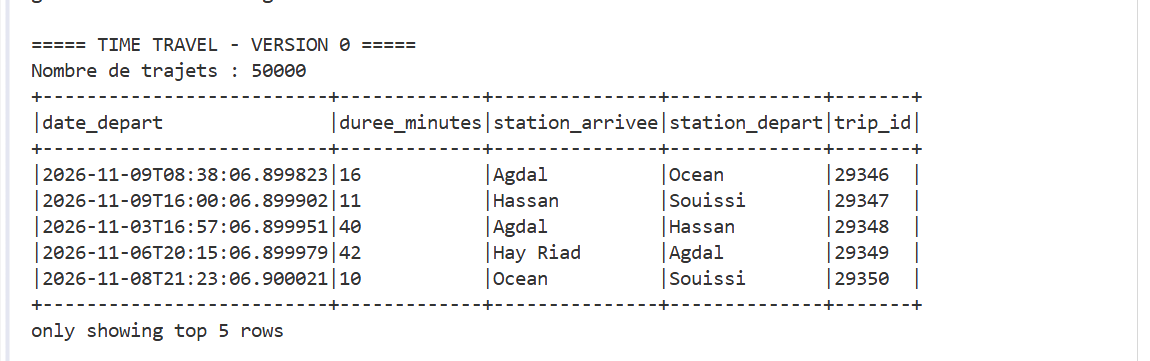 ===== TIME TRAVEL - VERSION 0 =====
Nombre de trajets : 50000
+--------------------------+-------------+---------------+--------------+-------+
|date_depart               |duree_minutes|station_arrivee|station_depart|trip_id|
+--------------------------+-------------+---------------+--------------+-------+
|2026-11-09T08:38:06.899823|16           |Agdal          |Ocean         |29346  |
|2026-11-09T16:00:06.899902|11           |Hassan         |Souissi       |29347  |
|2026-11-03T16:57:06.899951|40           |Agdal          |Hassan        |29348  |
|2026-11-06T20:15:06.899979|42           |Hay Riad       |Agdal         |29349  |
|2026-11-08T21:23:06.900021|10           |Ocean          |Souissi       |29350  |
+--------------------------+-------------+---------------+--------------+-------+
only showing top 5 rows